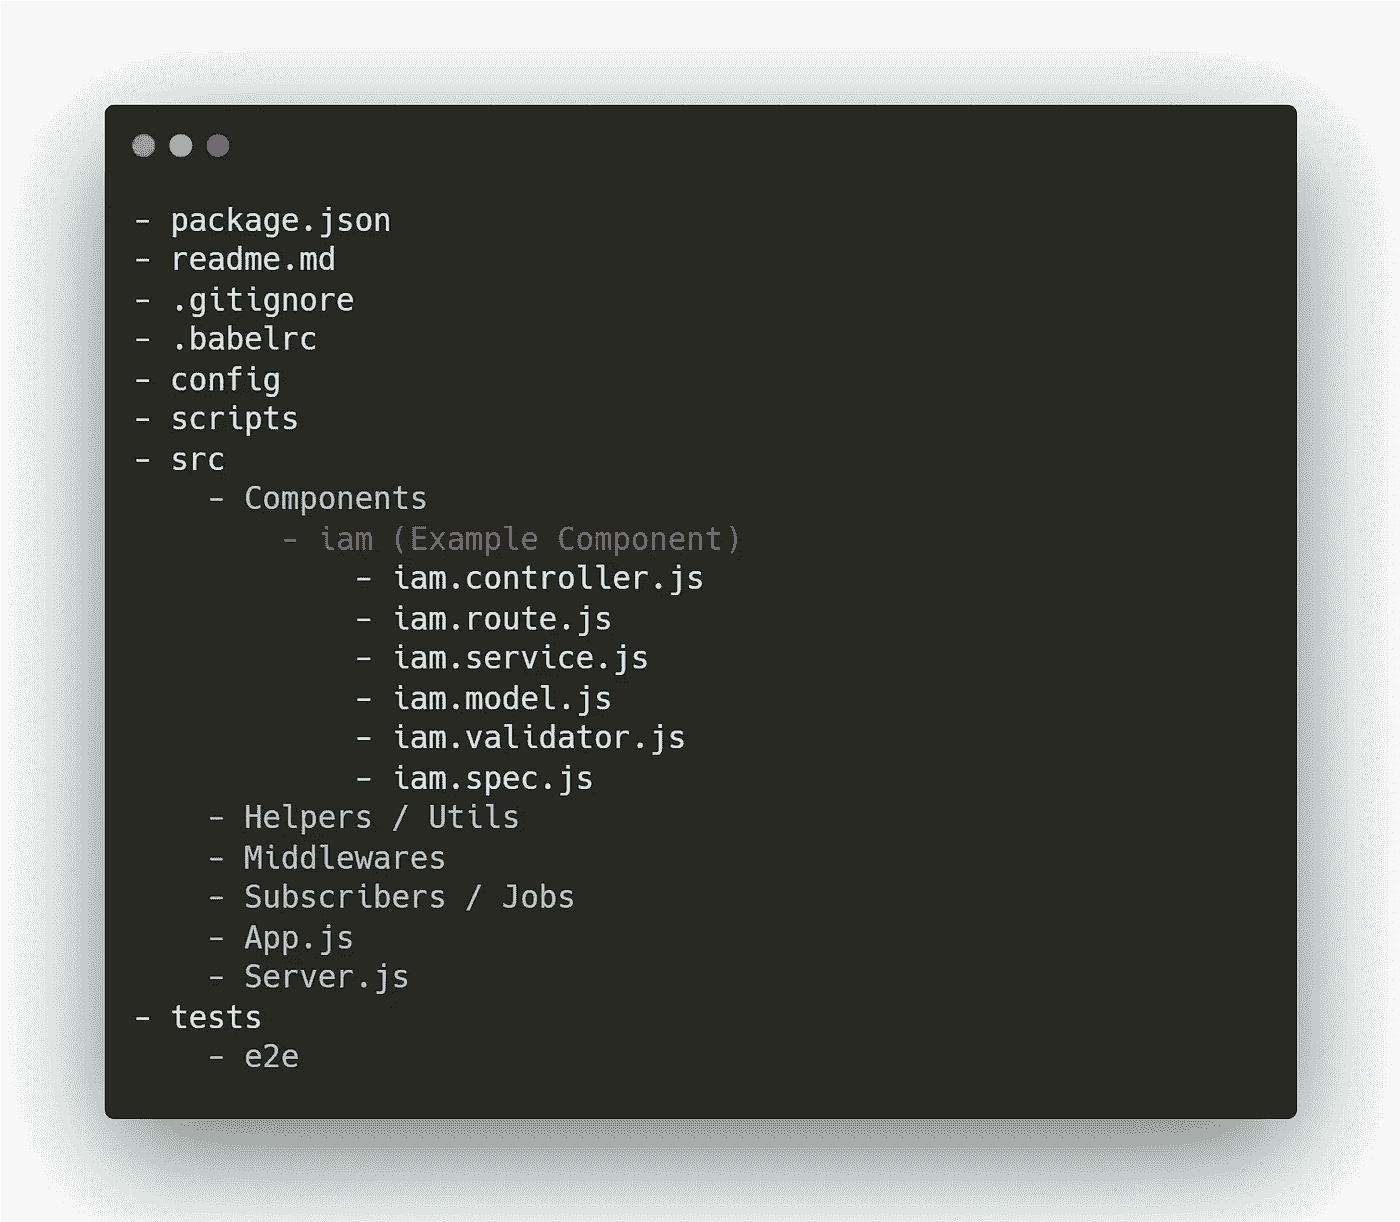 - package.json
- readme.md
- .gitignore
- .babelrc
- config
- scripts
- src
    - Components
        - iam (Example Component)
            - iam.controller.js
            - iam.route.js
            - iam.service.js
            - iam.model.js
            - iam.validator.js
            - iam.spec.js
    - Helpers / Utils
    - Middlewares
    - Subscribers / Jobs
    - App.js
    - Server.js
- tests
    - e2e